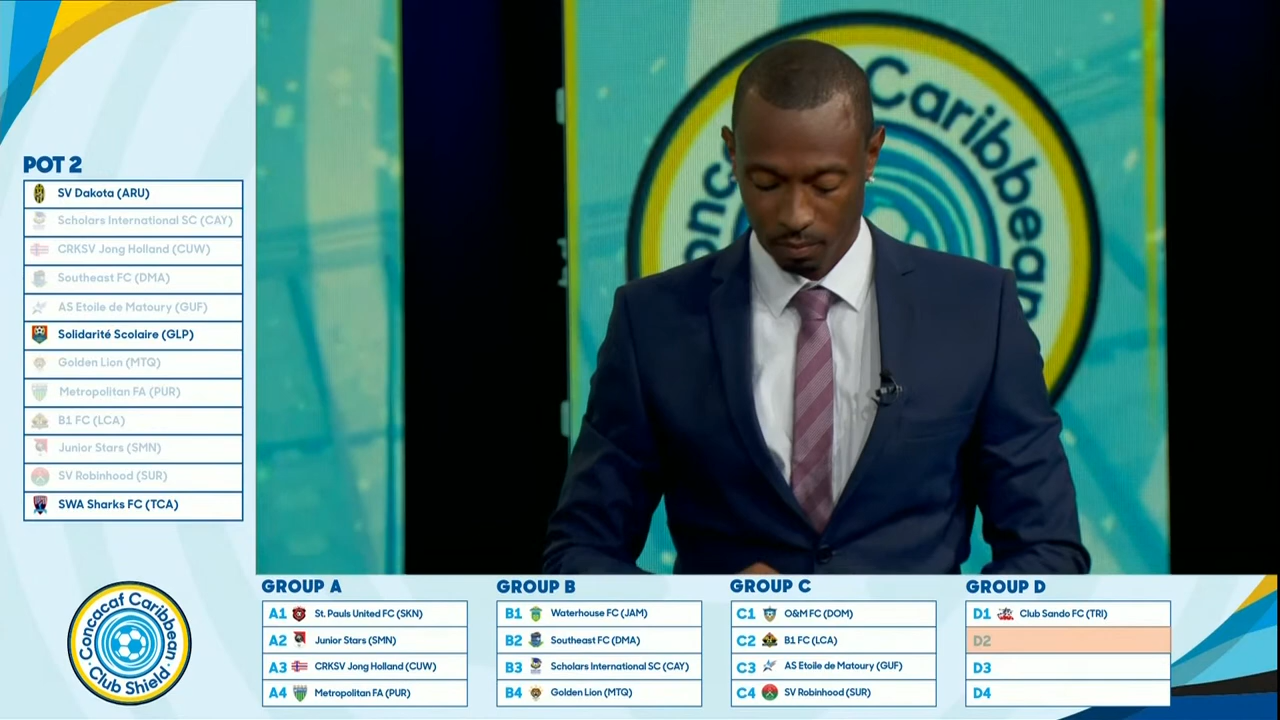 POT 2
SV Dakota (ARU)
Scholars International SC (CAY)
CRKSV Jong Holland (CUW)
Southeast FC (DMA)
AS Etoile de Matoury (GUF)
Solidarité Scolaire (GLP)
Golden Lion (MTQ)
Metropolitan FA (PUR)
B1 FC (LCA)
Junior Stars (SMN)
SV Robinhood (SUR)
SWA Sharks FC (TCA)
Caribbean
Concacaf Caribbean
Club Shield
GROUP A
A1 St. Pauls United FC (SKN)
A2 Junior Stars (SMN)
A3 CRKSV Jong Holland (CUW)
A4 Metropolitan FA (PUR)
GROUP B
B1 Waterhouse FC (JAM)
B2 Southeast FC (DMA)
B3 Scholars International SC (CAY)
B4 Golden Lion (MTQ)
GROUP C
C1 O&M FC (DOM)
C2 B1 FC (LCA)
C3 AS Etoile de Matoury (GUF)
C4 SV Robinhood (SUR)
GROUP D
D1 Club Sando FC (TRI)
D2
D3
D4